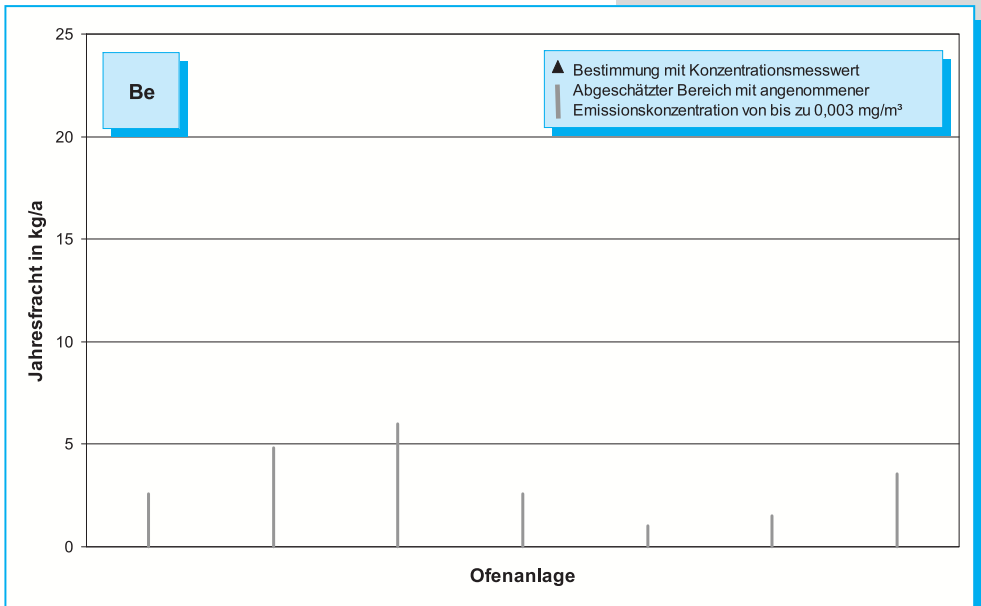 25
Be
Bestimmung mit Konzentrationsmesswert
Abgeschätzter Bereich mit angenommener
Emissionskonzentration von bis zu 0,003 mg/m³
20
15
10
5
0
Jahresfracht in kg/a
Ofenanlage